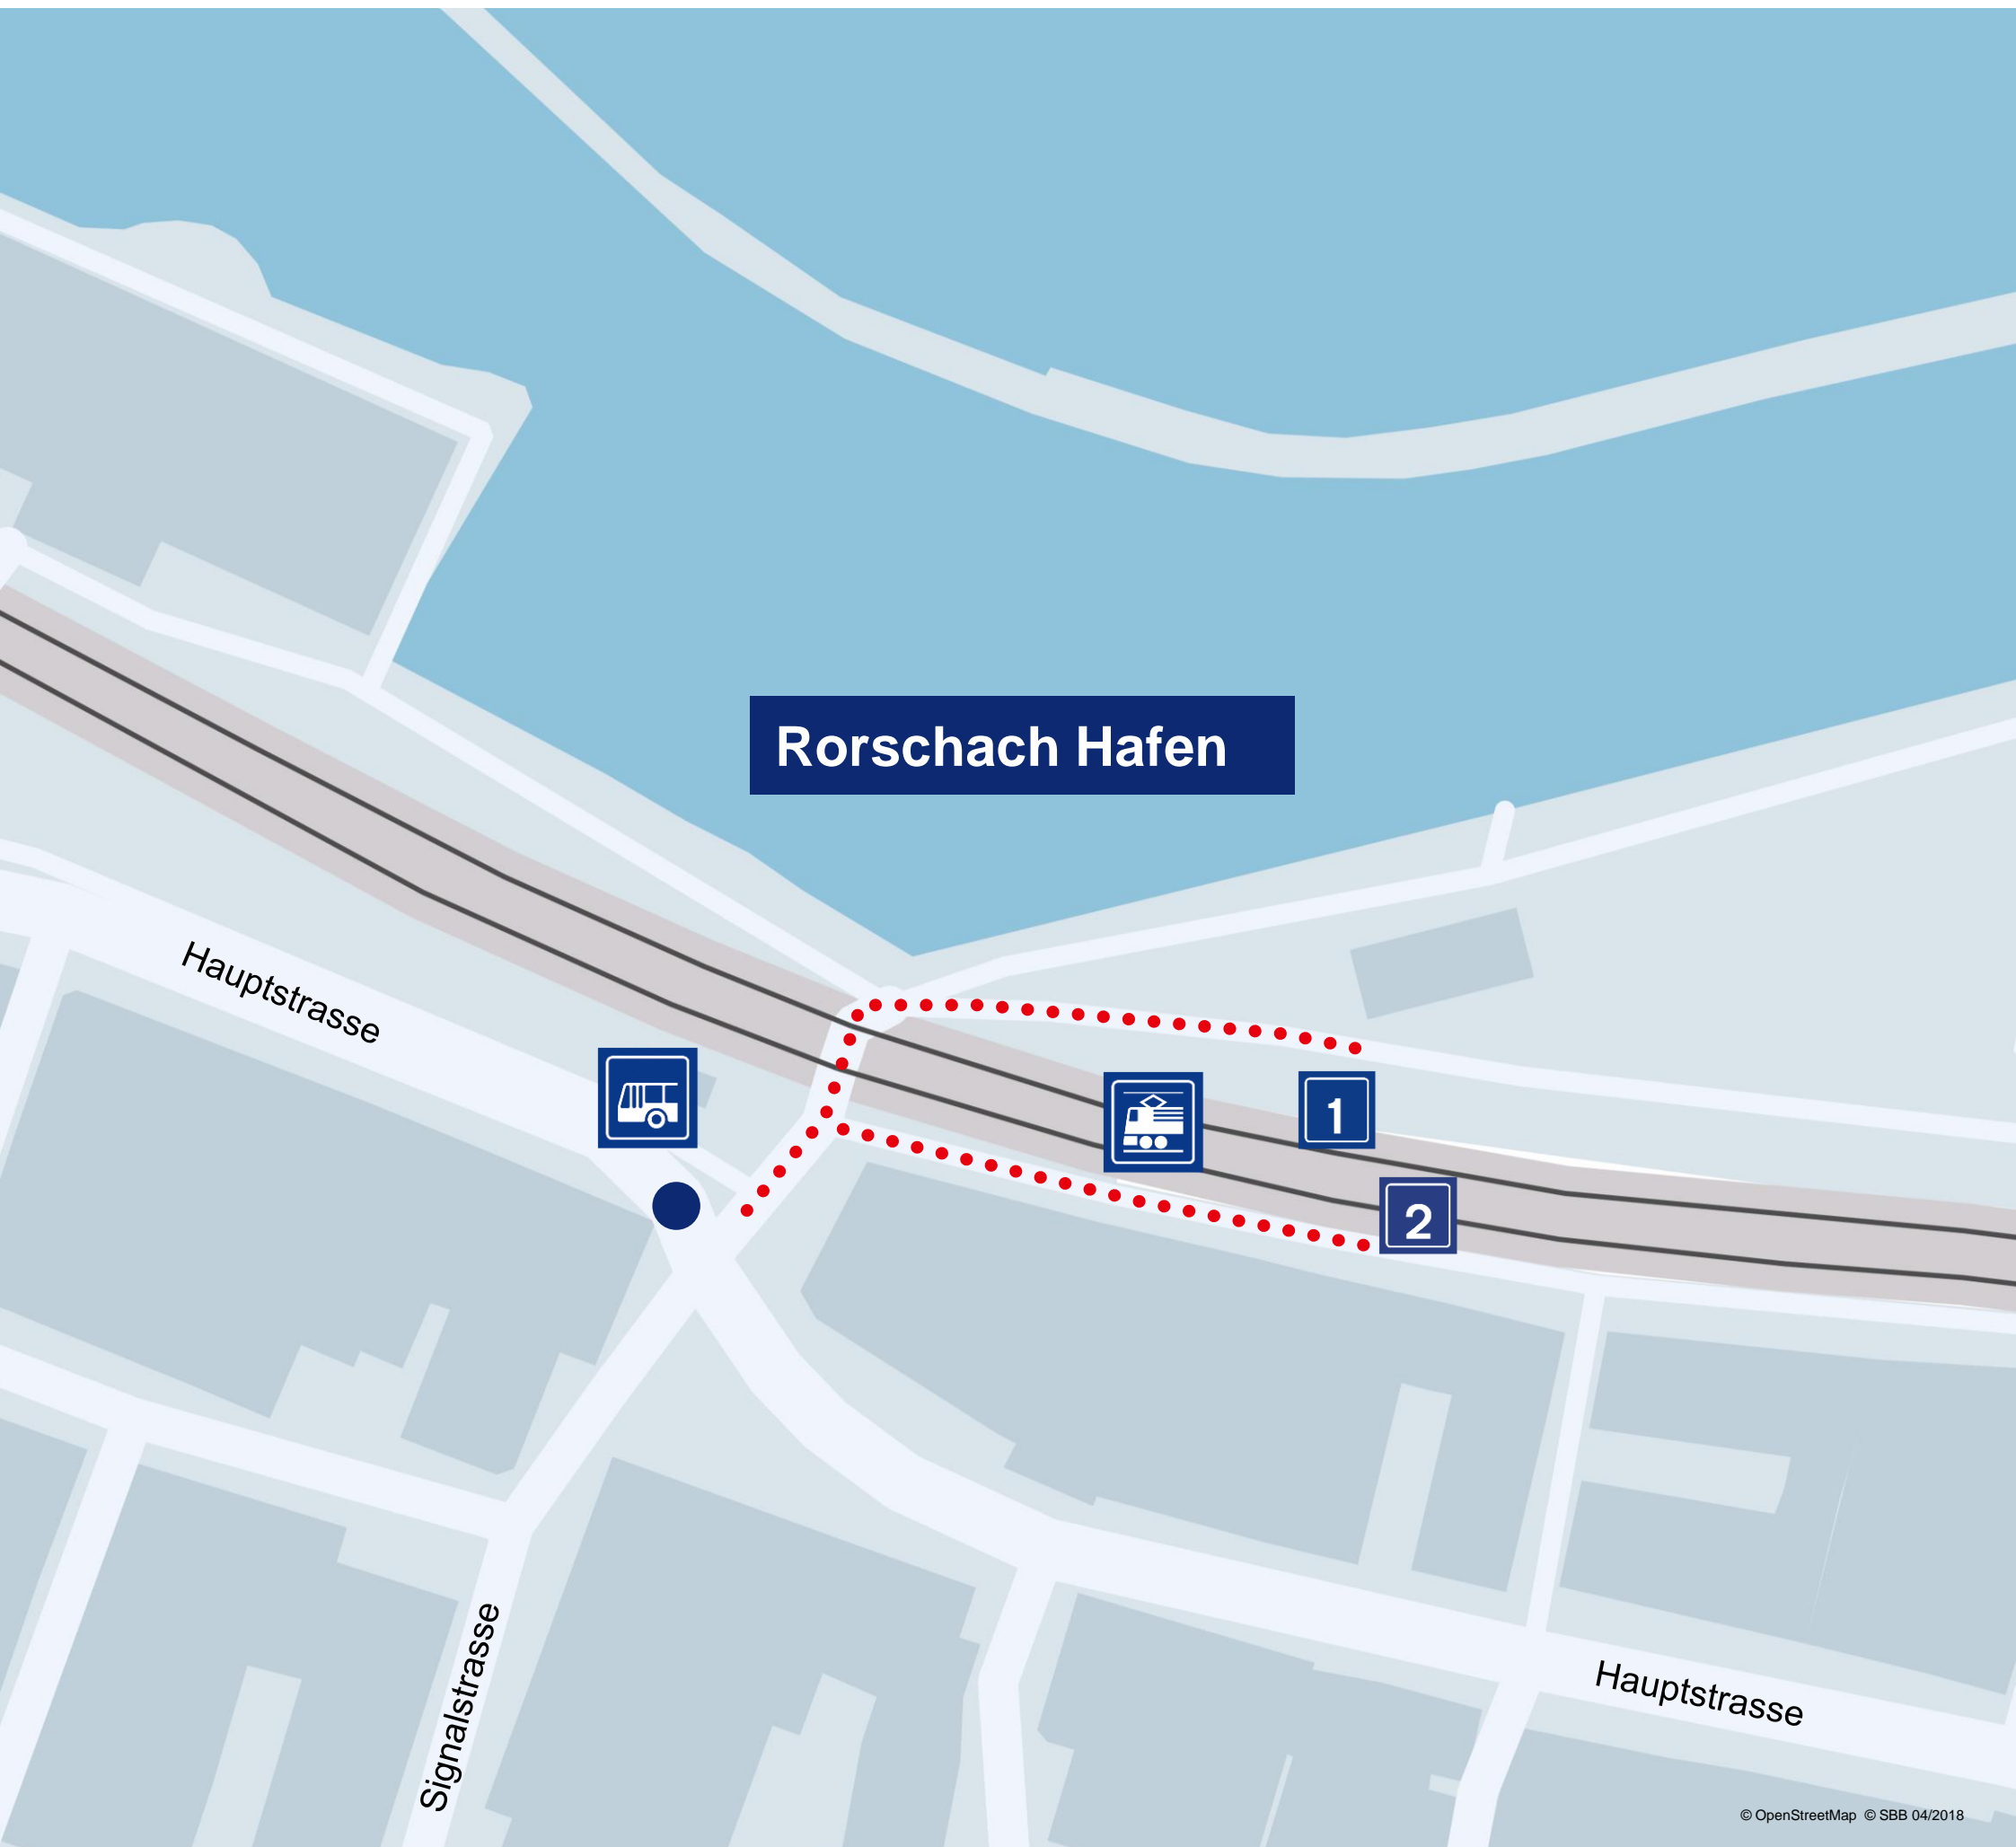 Rorschach Hafen
Hauptstrasse
1
2
Signalstrasse
Hauptstrasse
© OpenStreetMap © SBB 04/2018